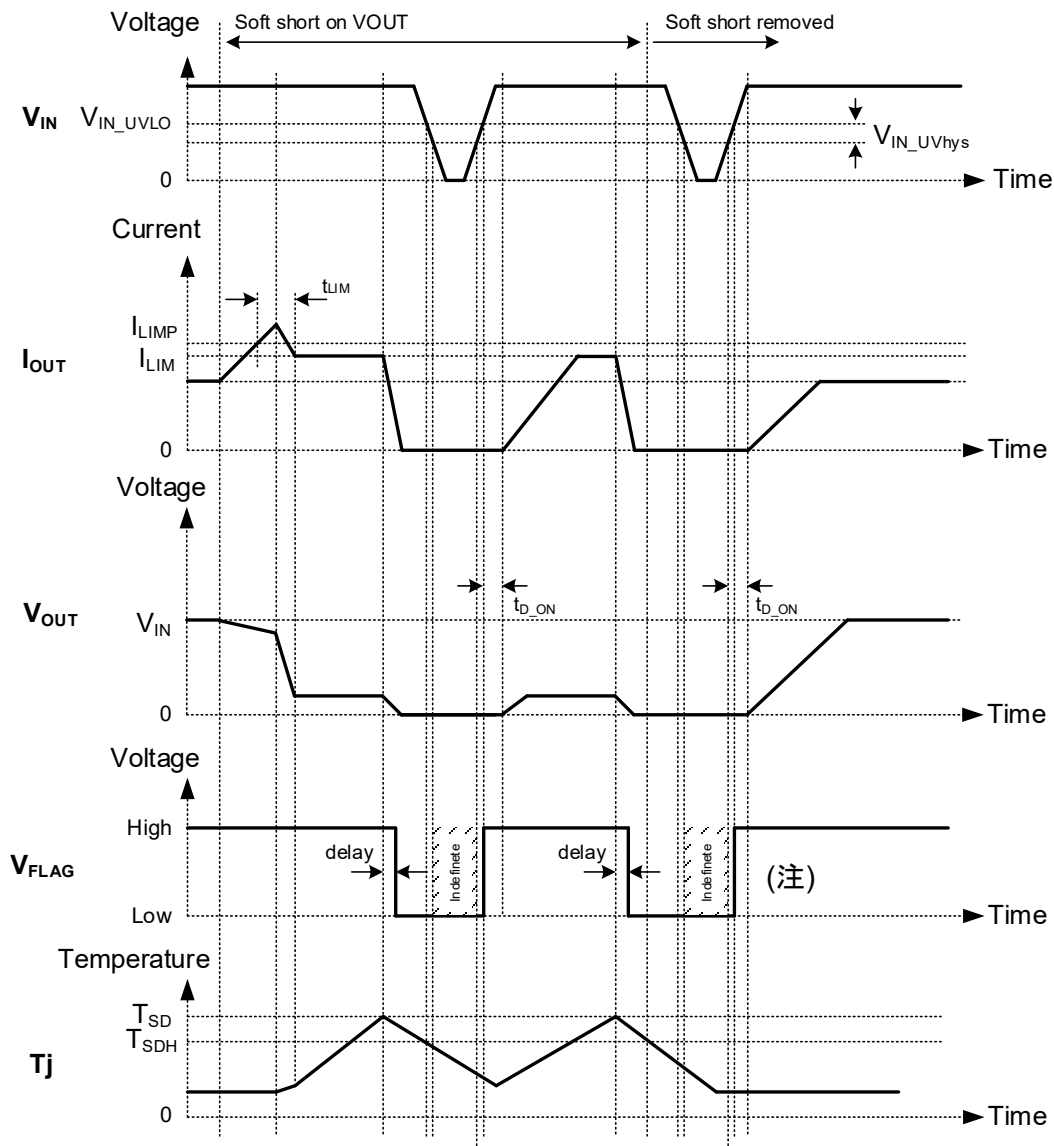 Voltage
Soft short on VOUT
Soft short removed
VIN
VIN_UVLO
VIN_UVhys
0
Time
Current
tLIM
ILIMP
IOUT
ILIM
0
Time
Voltage
tD_ON
tD_ON
VOUT
VIN
0
Time
Voltage
High
delay
Indefinete
delay
Indefinete
VFLAG
(注)
Low
Time
Temperature
TSD
TSDH
Tj
0
Time